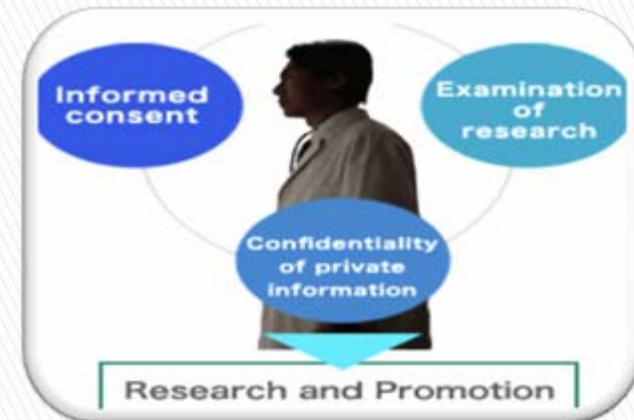 Informed
consent
Examination
of
research
Confidentiality
of private
information
Research and Promotion